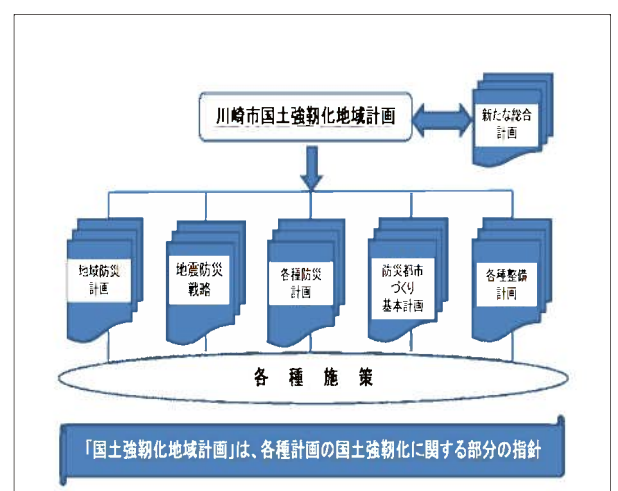 川崎市国土強靱化地域計画
新たな総合
計画
地域防災
計画
地震防災
戦略
各種防災
計画
防災都市
づくり
基本計画
各種整備
計画
各種施策
「国土強靱化地域計画」は、各種計画の国土強靱化に関する部分の指針